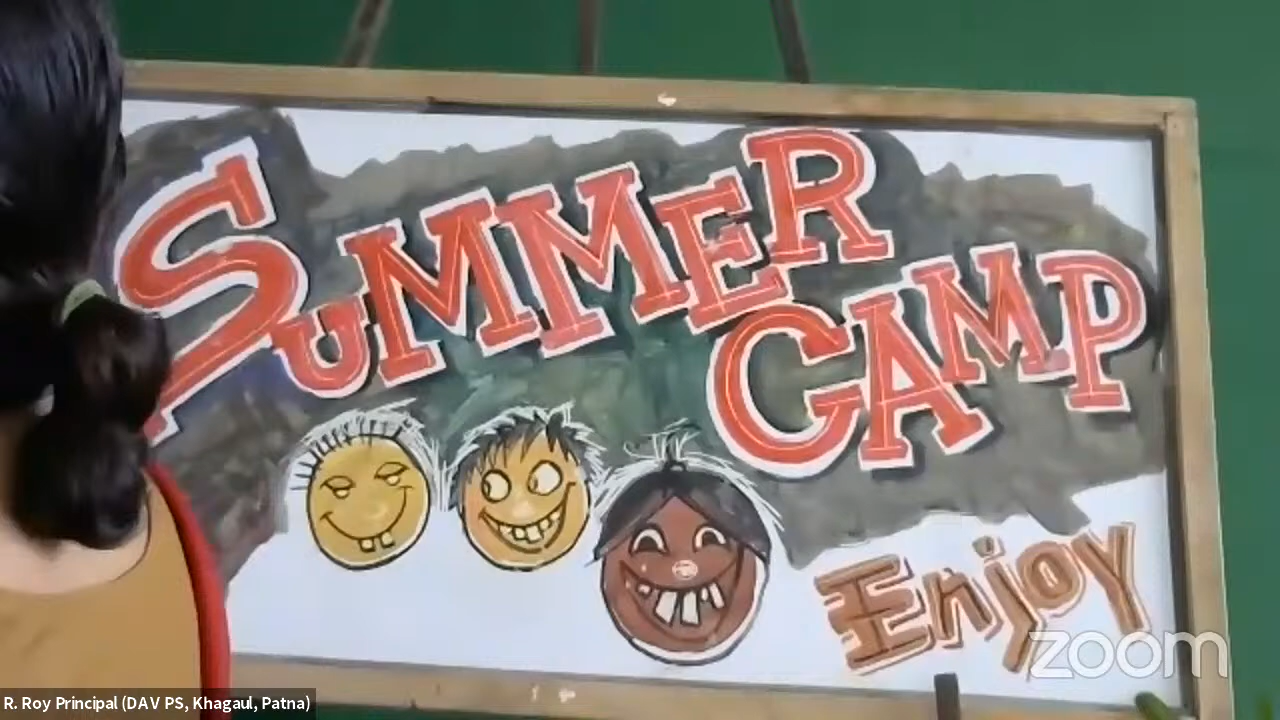 SUMMER
CAMP
Enjoy
zoom
R. Roy Principal (DAV PS, Khagaul, Patna)